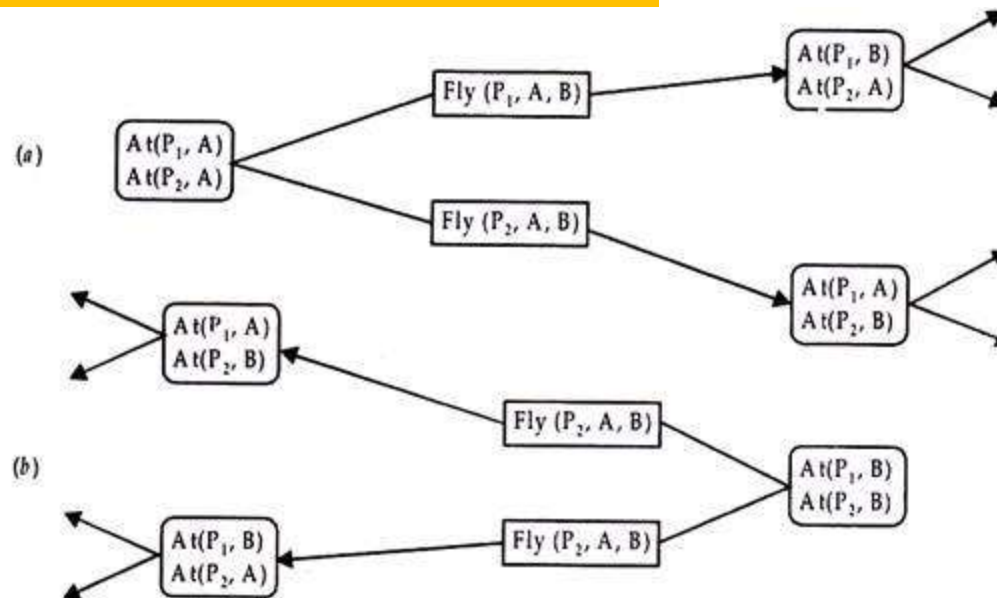 At(P₁, B)
At(P₂, A)
Fly (P₁, A, B)
(a)
At(P₁, A)
At(P₂, A)
Fly (P₂, A, B)
At(P₁, A)
At(P₂, B)
At(P₁, A)
At(P₂, B)
Fly (P₂, A, B)
(b)
At(P₁, B)
At(P₂, B)
Fly (P₂, A, B)
At(P₁, B)
At(P₂, A)